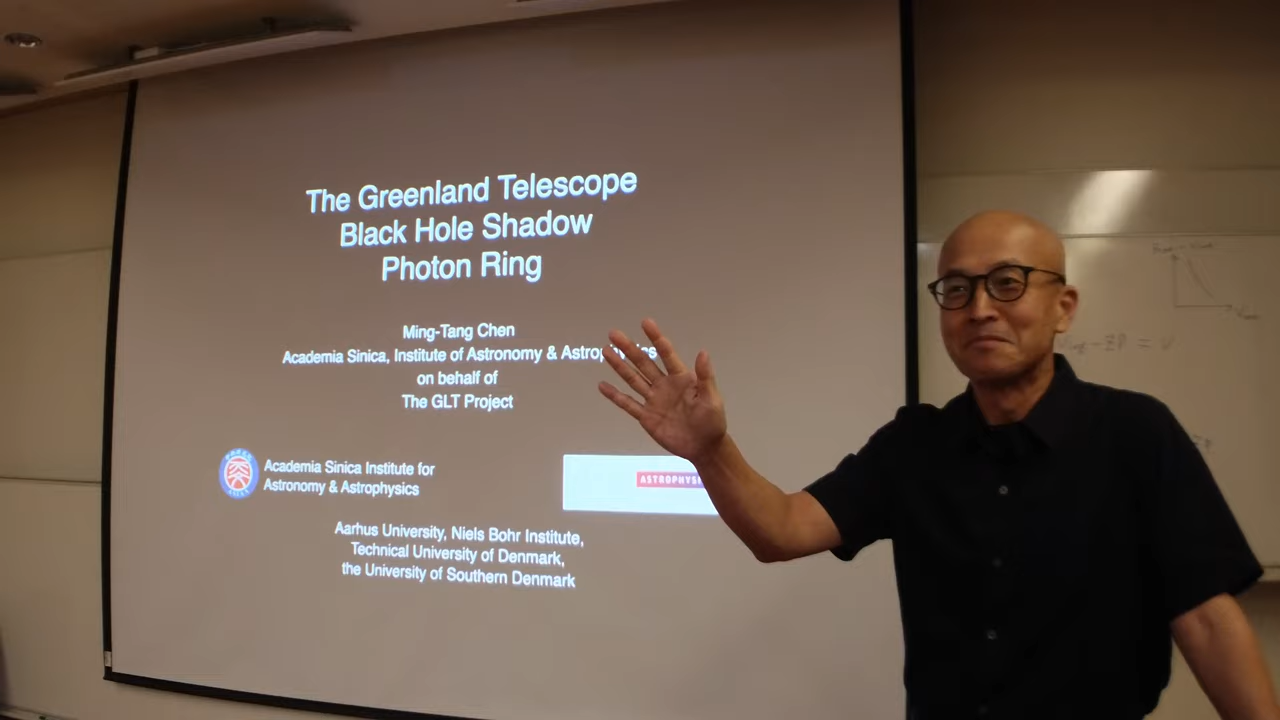 The Greenland Telescope
Black Hole Shadow
Photon Ring
Ming-Tang Chen
Academia Sinica, Institute of Astronomy & Astrophysics
on behalf of
The GLT Project
Academia Sinica Institute for
Astronomy & Astrophysics
Aarhus University, Niels Bohr Institute,
Technical University of Denmark,
the University of Southern Denmark